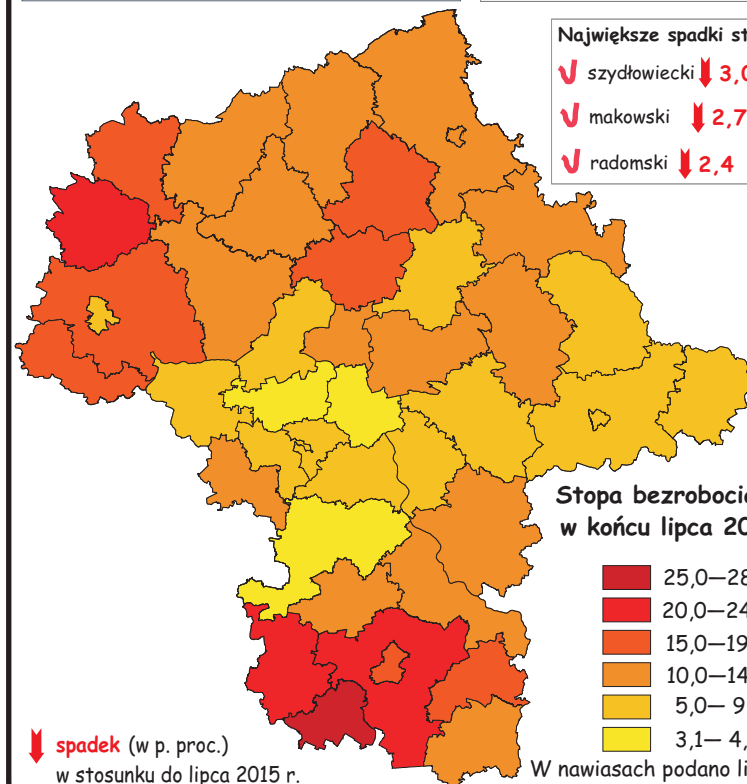 Największe spadki st
szydłowiecki 3,0
makowski 2,7
radomski 2,4
Stopa bezrobocia
w końcu lipca 20
25,0—28
20,0—24
15,0—19
10,0—14
5,0— 9
3,1— 4,
spadek (w p. proc.)
w stosunku do lipca 2015 r.
W nawiasach podano li